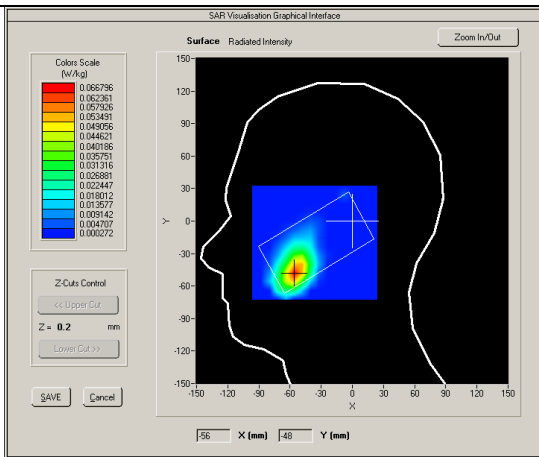 SAR Visualisation Graphical Interface
Surface Radiated Intensity
Zoom In/Out
Colors Scale
(W/kg)
0.066796
0.062361
0.057926
0.053491
0.049056
0.044621
0.040186
0.035751
0.031316
0.026881
0.022447
0.018012
0.013577
0.009142
0.004707
0.000272
Z-Cuts Control
<< Upper Cut
Z = 0.2 mm
Lower Cut >>
SAVE Cancel
150-
120-
90-
60-
30-
0-
-30-
-60-
-90-
-120-
-150-
Y
-150 -120 -90 -60 -30 0 30 60 90 120 150
X
-56 X (mm) -48 Y (mm)